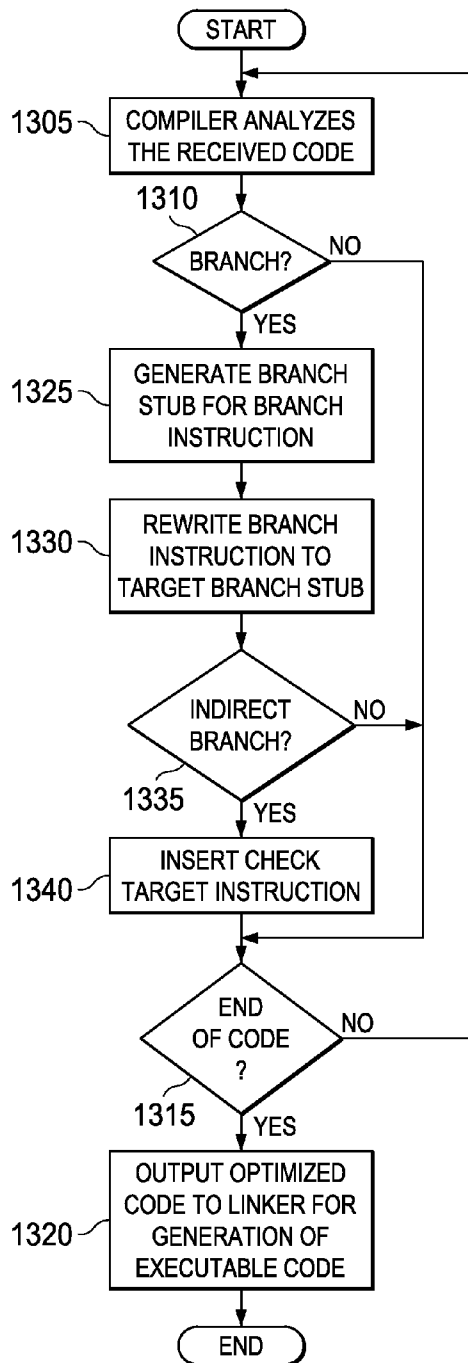 START
1305
COMPILER ANALYZES
THE RECEIVED CODE
1310
BRANCH?
NO
YES
1325
GENERATE BRANCH
STUB FOR BRANCH
INSTRUCTION
1330
REWRITE BRANCH
INSTRUCTION TO
TARGET BRANCH STUB
INDIRECT
BRANCH?
NO
1335
YES
1340
INSERT CHECK
TARGET INSTRUCTION
END
OF CODE
?
NO
1315
YES
1320
OUTPUT OPTIMIZED
CODE TO LINKER FOR
GENERATION OF
EXECUTABLE CODE
END